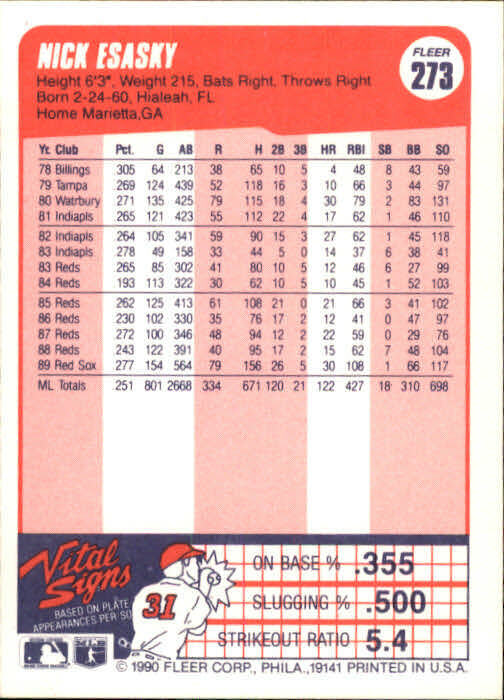 NICK ESASKY
FLEER
273
Height 6'3", Weight 215, Bats Right, Throws Right
Born 2-24-60, Hialeah, FL
Home Marietta,GA
Yr. Club Pct. G AB R H 2B 3B HR RBI SB BB SO
78 Billings 305 64 213 38 65 10 5 4 48 8 43 59
79 Tampa 269 124 439 52 118 16 3 10 66 3 44 97
80 Watrbury 271 135 425 79 115 18 4 30 79 2 83 131
81 Indiapls 265 121 423 55 112 22 4 17 62 1 46 110
82 Indiapls 264 105 341 59 90 15 3 27 62 1 45 118
83 Indiapls 278 49 158 33 44 5 0 14 37 6 38 41
83 Reds 265 85 302 41 80 10 5 12 46 6 27 99
84 Reds 193 113 322 30 62 10 5 10 45 1 52 103
85 Reds 262 125 413 61 108 21 0 21 66 3 41 102
86 Reds 230 102 330 35 76 17 2 12 41 0 47 97
87 Reds 272 100 346 48 94 12 2 22 59 0 29 76
88 Reds 243 122 391 40 95 17 2 15 62 7 48 104
89 Red Sox 277 154 564 79 156 26 5 30 108 1 66 117
ML Totals 251 801 2668 334 671 120 21 122 427 18 310 698
Vital Signs
BASED ON PLATE
APPEARANCES PER SO
31
ON BASE % .355
SLUGGING % .500
STRIKEOUT RATIO 5.4
© 1990 FLEER CORP., PHILA., 19141 PRINTED IN U.S.A.